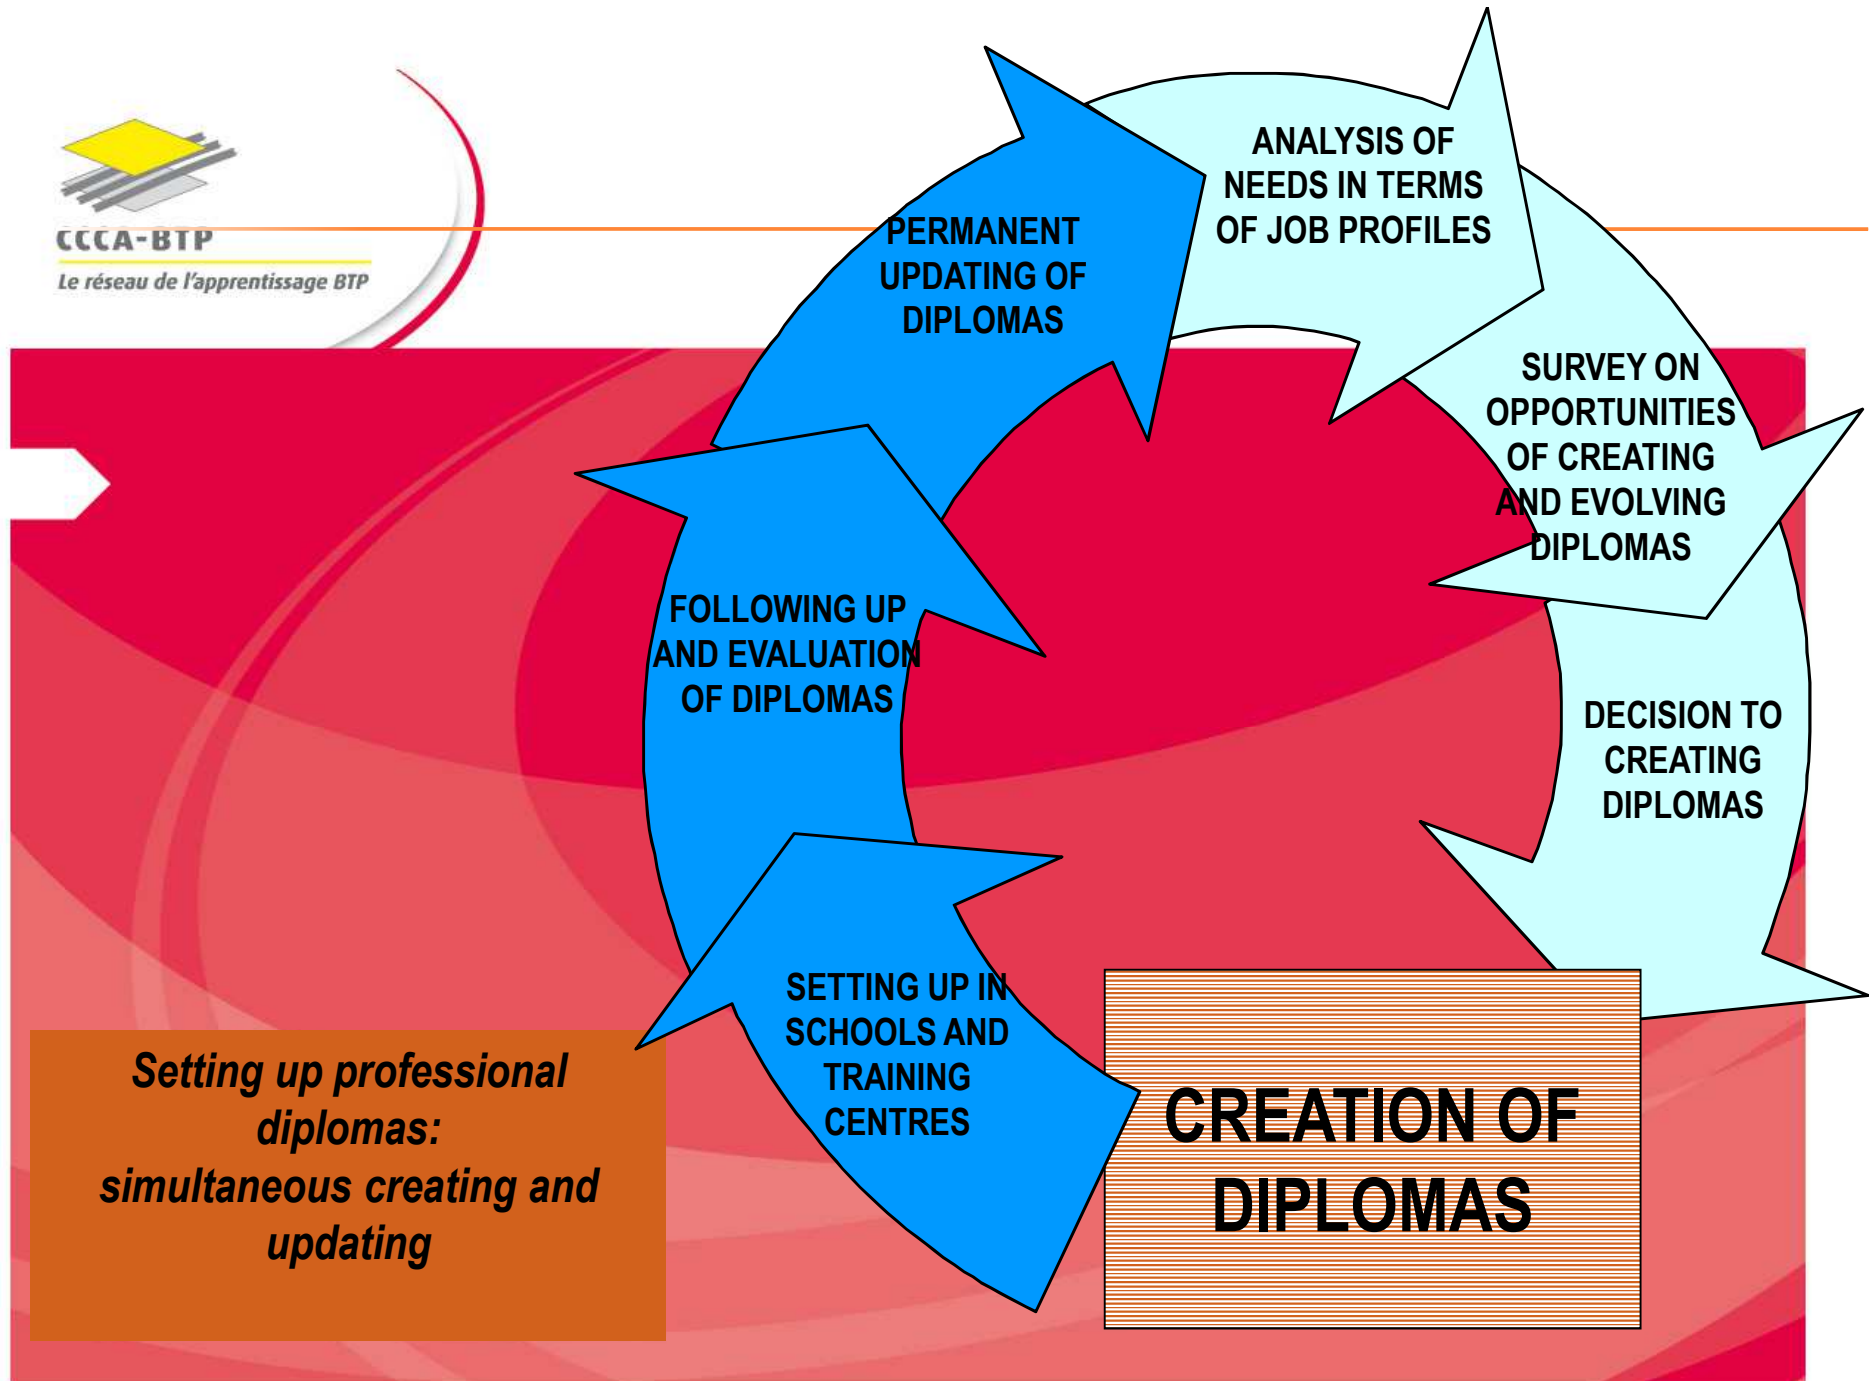 CCCA-BTP
Le réseau de l'apprentissage BTP
ANALYSIS OF
NEEDS IN TERMS
OF JOB PROFILES
SURVEY ON
OPPORTUNITIES
OF CREATING
AND EVOLVING
DIPLOMAS
DECISION TO
CREATING
DIPLOMAS
CREATION OF
DIPLOMAS
SETTING UP IN
SCHOOLS AND
TRAINING
CENTRES
FOLLOWING UP
AND EVALUATION
OF DIPLOMAS
PERMANENT
UPDATING OF
DIPLOMAS
Setting up professional
diplomas:
simultaneous creating and
updating